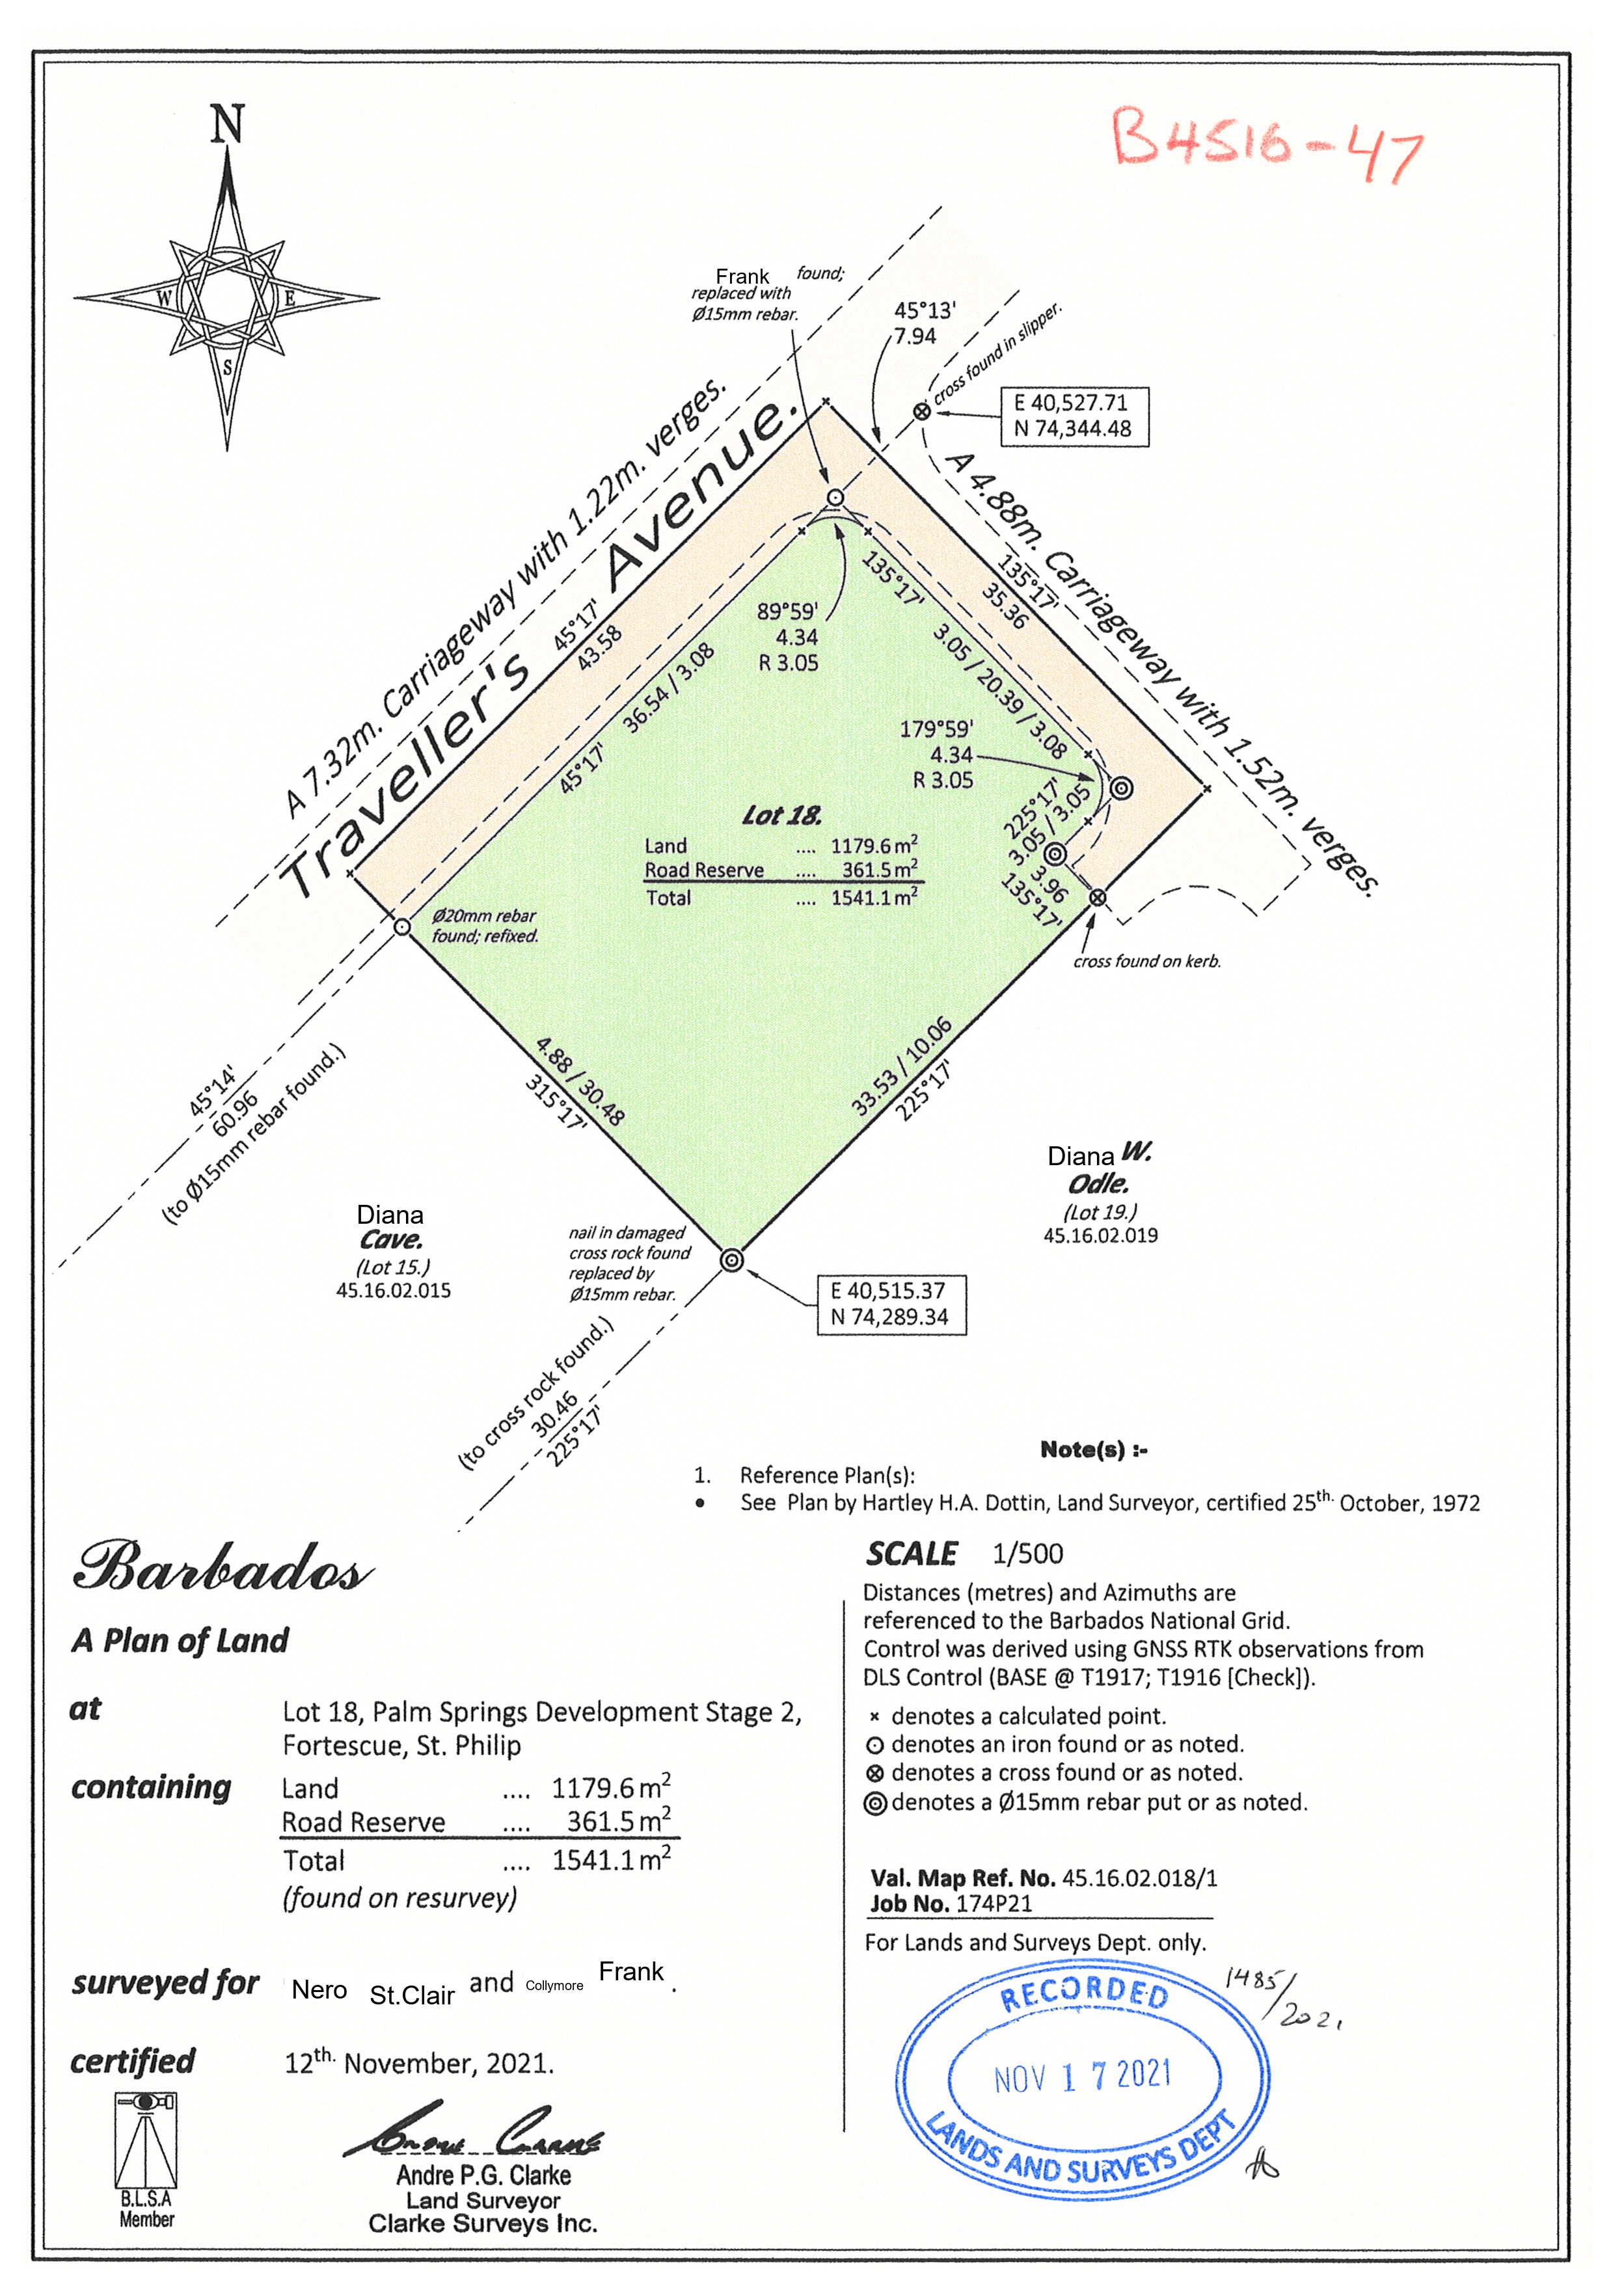 B4516-47
N
W
E
S
Frank found;
replaced with
Ø15mm rebar.
45°13'
7.94
cross found in slipper.
E 40,527.71
N 74,344.48
A 7.32m. Carriageway with 1.22m. verges.
Traveller's Avenue.
45°17'
43.58
A 4.88m. Carriageway with 1.52m. verges.
135°17'
35.36
36.54 / 3.08
45°17'
89°59'
4.34
R 3.05
135°17'
3.05 / 20.39 / 3.08
179°59'
4.34
R 3.05
225°17'
3.05 / 3.05
3.96
135°17'
Lot 18.
Land .... 1179.6 m²
Road Reserve .... 361.5 m²
Total .... 1541.1 m²
Ø20mm rebar
found; refixed.
cross found on kerb.
45°14'
60.96
(to Ø15mm rebar found.)
4.88 / 30.48
315°17'
33.53 / 10.06
225°17'
Diana W.
Odle.
(Lot 19.)
45.16.02.019
Diana
Cave.
(Lot 15.)
45.16.02.015
nail in damaged
cross rock found
replaced by
Ø15mm rebar.
E 40,515.37
N 74,289.34
(to cross rock found.)
30.46
225°17'
Note(s) :-
1. Reference Plan(s):
• See Plan by Hartley H.A. Dottin, Land Surveyor, certified 25th. October, 1972
Barbados
A Plan of Land
at Lot 18, Palm Springs Development Stage 2,
Fortescue, St. Philip
containing Land .... 1179.6 m²
Road Reserve .... 361.5 m²
Total .... 1541.1 m²
(found on resurvey)
surveyed for Nero St.Clair and Collymore Frank .
certified 12th. November, 2021.
B.L.S.A
Member
Andre P.G. Clarke
Land Surveyor
Clarke Surveys Inc.
SCALE 1/500
Distances (metres) and Azimuths are
referenced to the Barbados National Grid.
Control was derived using GNSS RTK observations from
DLS Control (BASE @ T1917; T1916 [Check]).
× denotes a calculated point.
⊙ denotes an iron found or as noted.
⊗ denotes a cross found or as noted.
◎ denotes a Ø15mm rebar put or as noted.
Val. Map Ref. No. 45.16.02.018/1
Job No. 174P21
For Lands and Surveys Dept. only.
1485/2021
RECORDED
NOV 17 2021
LANDS AND SURVEYS DEPT